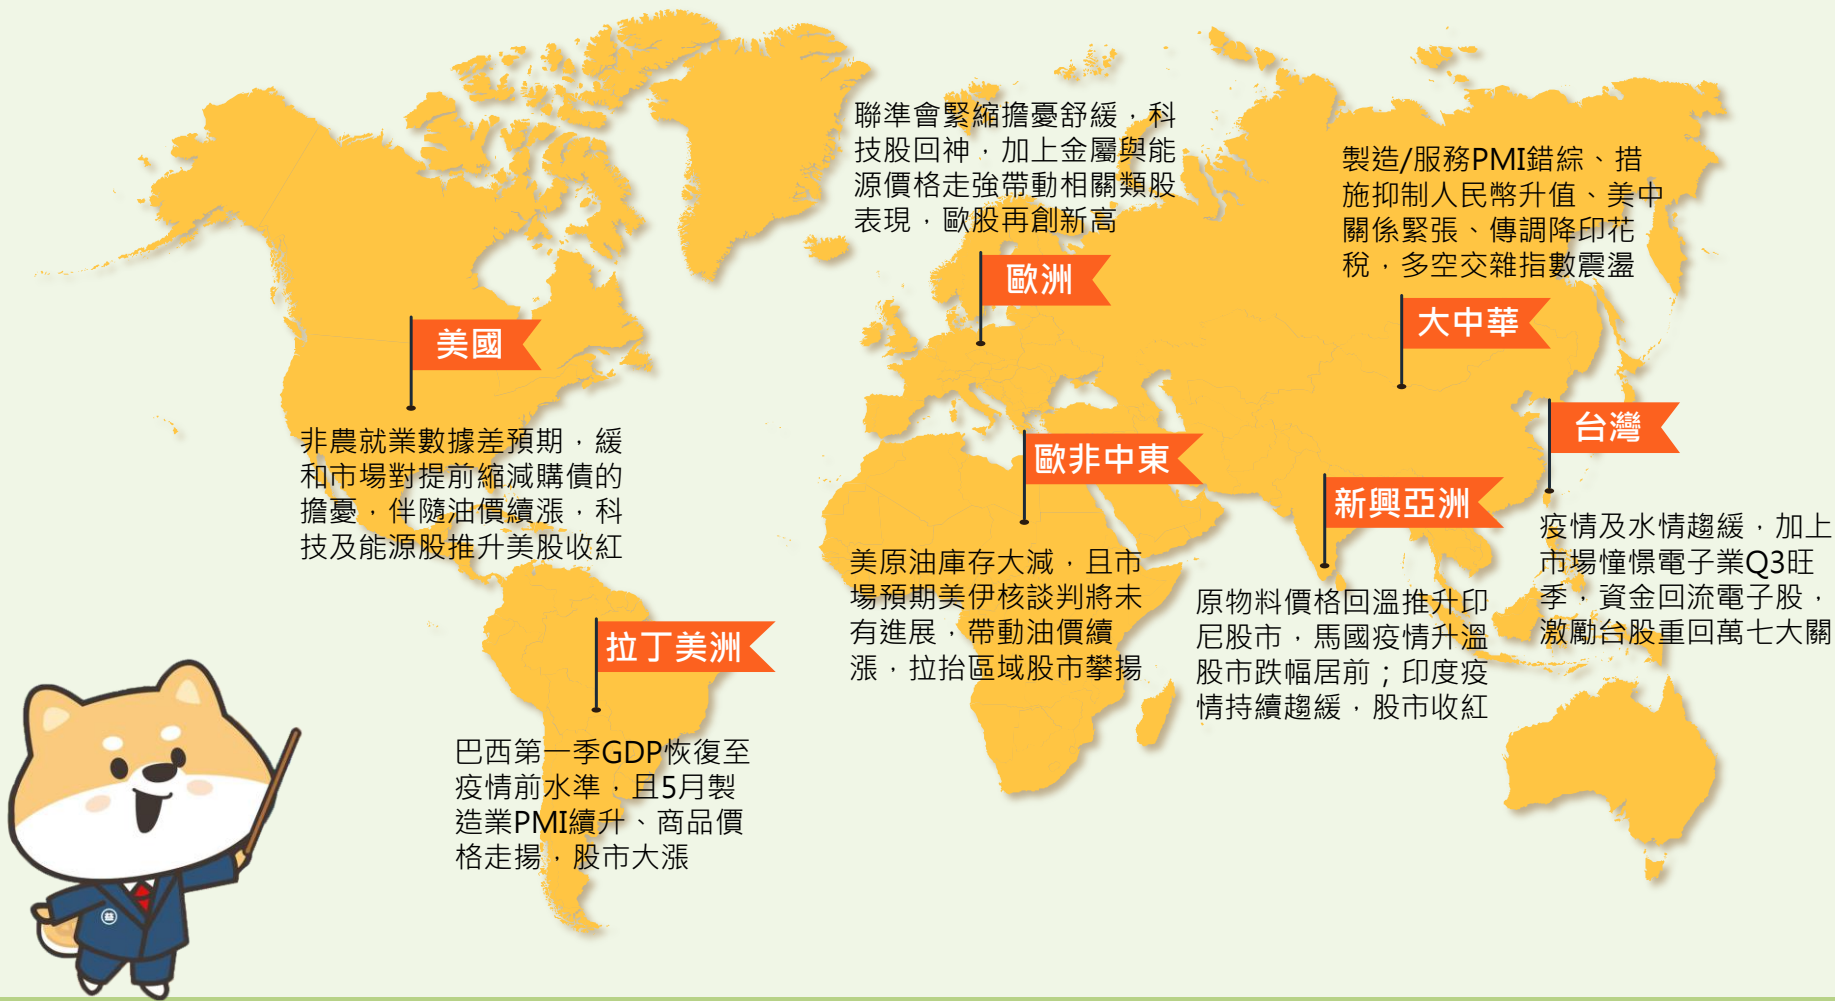 聯準會緊縮擔憂舒緩，科
技股回神，加上金屬與能
源價格走強帶動相關類股
表現，歐股再創新高
歐洲
製造/服務PMI錯綜、措
施抑制人民幣升值、美中
關係緊張、傳調降印花
稅，多空交雜指數震盪
大中華
美國
非農就業數據差預期，緩
和市場對提前縮減購債的
擔憂，伴隨油價續漲，科
技及能源股推升美股收紅
歐非中東
美原油庫存大減，且市
場預期美伊核談判將未
有進展，帶動油價續
漲，拉抬區域股市攀揚
新興亞洲
原物料價格回溫推升印
尼股市，馬國疫情升溫
股市跌幅居前；印度疫
情持續趨緩，股市收紅
台灣
疫情及水情趨緩，加上
市場憧憬電子業Q3旺
季，資金回流電子股，
激勵台股重回萬七大關
拉丁美洲
巴西第一季GDP恢復至
疫情前水準，且5月製
造業PMI續升、商品價
格走揚，股市大漲
益